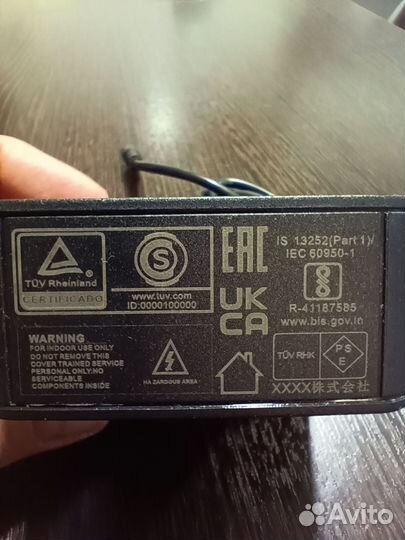 TÜV Rheinland
CERTIFICADO
S
www.tuv.com
ID:0000100000
EAC
UK
CA
IS 13252(Part 1)/
IEC 60950-1
R-41187585
www.bis.gov.in
WARNING
FOR INDOOR USE ONLY
DO NOT REMOVE THIS
COVER TRAINED SERVICE
PERSONAL ONLY.NO
SERVICEABLE
COMPONENTS INSIDE
HAZARDOUS AREA
TÜV RHK
PS
E
XXXX株式会社
Avito